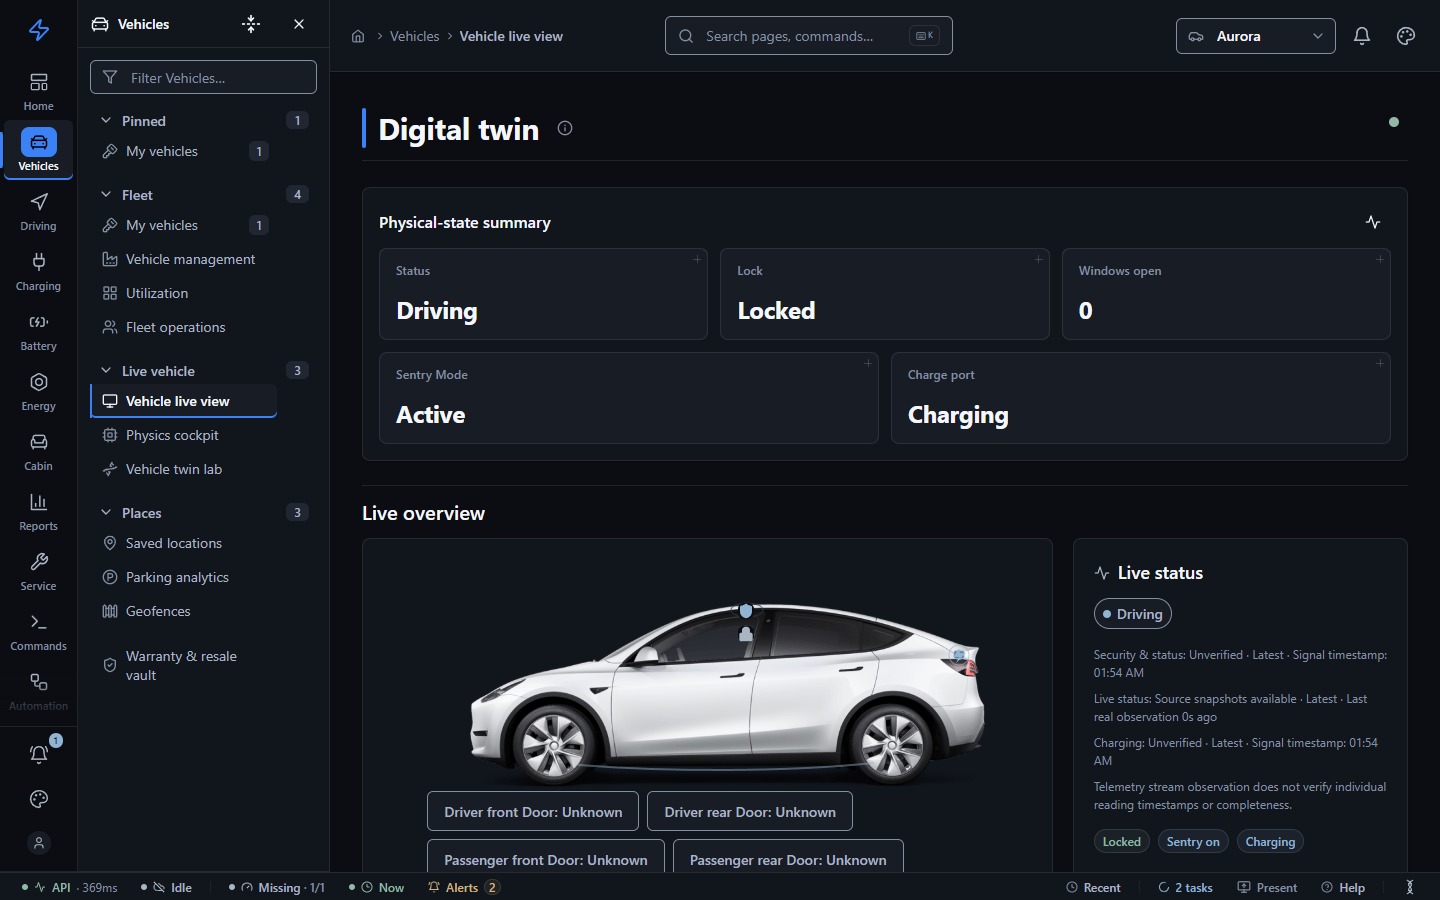 Home
Vehicles
Driving
Charging
Battery
Energy
Cabin
Reports
Service
Commands
Automation
1
Vehicles
Filter Vehicles...
Pinned 1
My vehicles 1
Fleet 4
My vehicles 1
Vehicle management
Utilization
Fleet operations
Live vehicle 3
Vehicle live view
Physics cockpit
Vehicle twin lab
Places 3
Saved locations
Parking analytics
Geofences
Warranty & resale
vault
Vehicles Vehicle live view
Search pages, commands... K
Aurora
Digital twin
Physical-state summary
Status
Driving
Lock
Locked
Windows open
0
Sentry Mode
Active
Charge port
Charging
Live overview
Driver front Door: Unknown
Driver rear Door: Unknown
Passenger front Door: Unknown
Passenger rear Door: Unknown
Live status
Driving
Security & status: Unverified · Latest · Signal timestamp:
01:54 AM
Live status: Source snapshots available · Latest · Last
real observation 0s ago
Charging: Unverified · Latest · Signal timestamp: 01:54
AM
Telemetry stream observation does not verify individual
reading timestamps or completeness.
Locked Sentry on Charging
API · 369ms Idle Missing · 1/1 Now Alerts 2 Recent 2 tasks Present Help